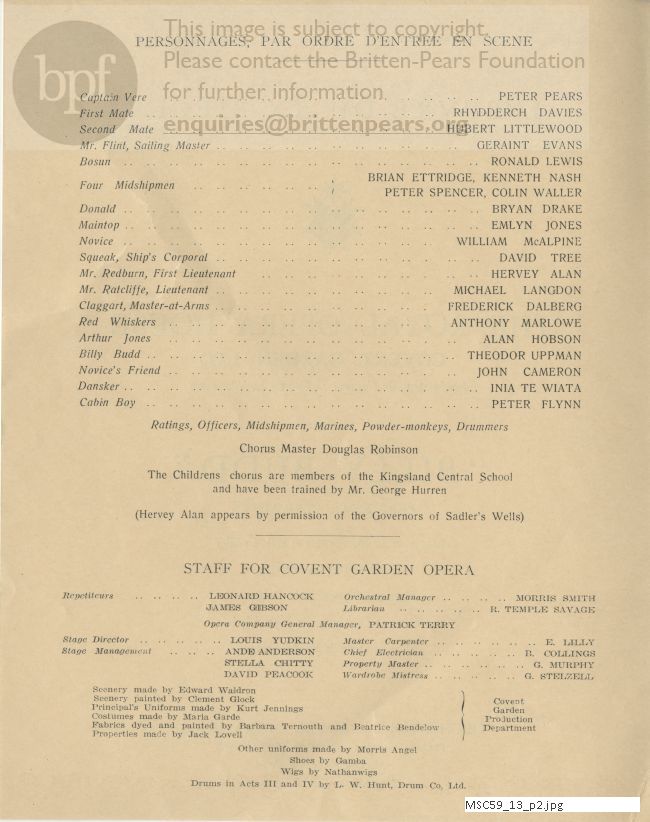 This image is subject to copyright.
Please contact the Britten-Pears Foundation
for further information
enquiries@brittenpears.org
bpf
PERSONNAGES, PAR ORDRE D'ENTREE EN SCENE
Captain Vere .. .. .. .. .. .. PETER PEARS
First Mate .. .. .. .. .. .. RHYDDERCH DAVIES
Second Mate .. .. .. .. .. .. HUBERT LITTLEWOOD
Mr. Flint, Sailing Master .. .. .. .. .. .. GERAINT EVANS
Bosun .. .. .. .. .. .. RONALD LEWIS
Four Midshipmen .. .. .. .. BRIAN ETTRIDGE, KENNETH NASH
PETER SPENCER, COLIN WALLER
Donald .. .. .. .. .. .. BRYAN DRAKE
Maintop .. .. .. .. .. .. EMLYN JONES
Novice .. .. .. .. .. .. WILLIAM McALPINE
Squeak, Ship's Corporal .. .. .. .. .. .. DAVID TREE
Mr. Redburn, First Lieutenant .. .. .. .. .. .. HERVEY ALAN
Mr. Ratcliffe, Lieutenant .. .. .. .. .. .. MICHAEL LANGDON
Claggart, Master-at-Arms .. .. .. .. .. .. FREDERICK DALBERG
Red Whiskers .. .. .. .. .. .. ANTHONY MARLOWE
Arthur Jones .. .. .. .. .. .. ALAN HOBSON
Billy Budd .. .. .. .. .. .. THEODOR UPPMAN
Novice's Friend .. .. .. .. .. .. JOHN CAMERON
Dansker .. .. .. .. .. .. INIA TE WIATA
Cabin Boy .. .. .. .. .. .. PETER FLYNN
Ratings, Officers, Midshipmen, Marines, Powder-monkeys, Drummers
Chorus Master Douglas Robinson
The Childrens chorus are members of the Kingsland Central School
and have been trained by Mr. George Hurren
(Hervey Alan appears by permission of the Governors of Sadler's Wells)
STAFF FOR COVENT GARDEN OPERA
Repetiteurs .. .. .. .. LEONARD HANCOCK
JAMES GIBSON
Orchestral Manager .. .. .. .. MORRIS SMITH
Librarian .. .. .. .. R. TEMPLE SAVAGE
Opera Company General Manager, PATRICK TERRY
Stage Director .. .. .. .. LOUIS YUDKIN
Stage Management .. .. .. .. ANDE ANDERSON
STELLA CHITTY
DAVID PEACOCK
Master Carpenter .. .. .. .. E. LILLY
Chief Electrician .. .. .. .. B. COLLINGS
Property Master .. .. .. .. G. MURPHY
Wardrobe Mistress .. .. .. .. G. STELZELL
Scenery made by Edward Waldron
Scenery painted by Clement Glock
Principal's Uniforms made by Kurt Jennings
Costumes made by Maria Garde
Fabrics dyed and painted by Barbara Ternouth and Beatrice Bendelow
Properties made by Jack Lovell
Covent
Garden
Production
Department
Other uniforms made by Morris Angel
Shoes by Gamba
Wigs by Nathanwigs
Drums in Acts III and IV by L. W. Hunt, Drum Co, Ltd.
MSC59_13_p2.jpg